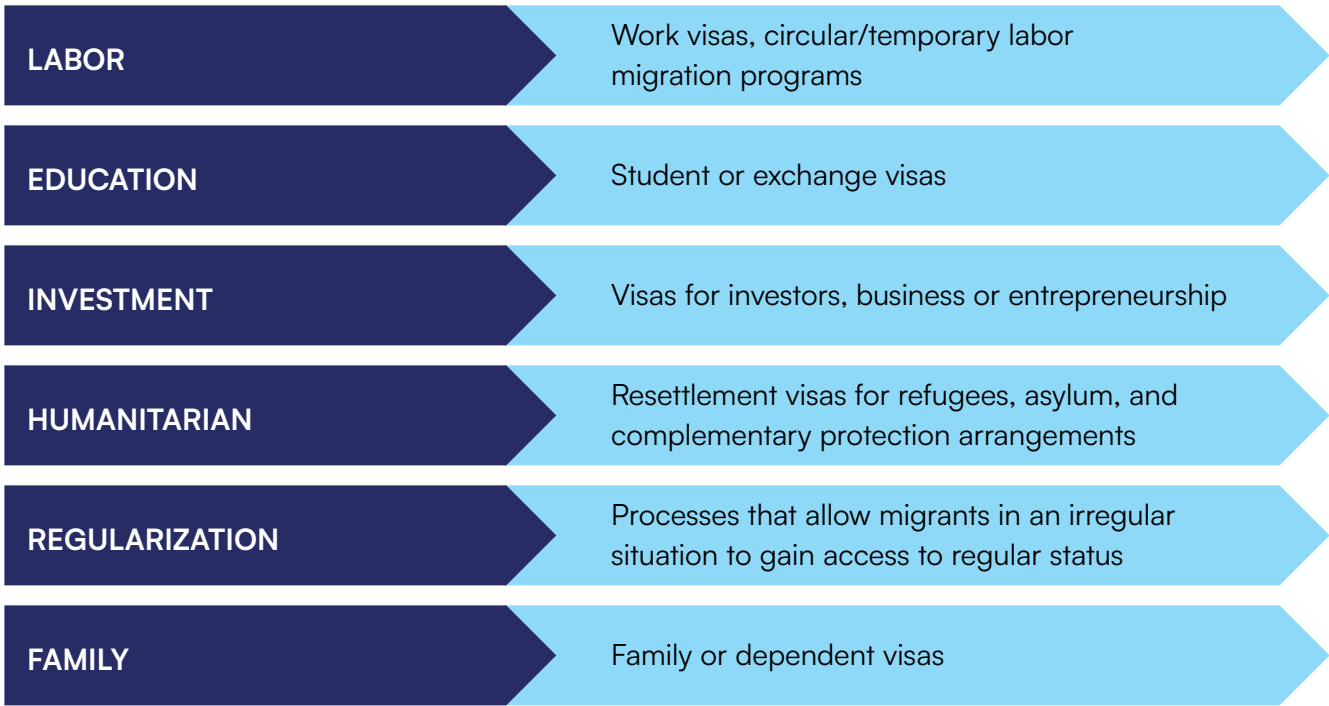 LABOR
Work visas, circular/temporary labor
migration programs
EDUCATION
Student or exchange visas
INVESTMENT
Visas for investors, business or entrepreneurship
HUMANITARIAN
Resettlement visas for refugees, asylum, and
complementary protection arrangements
REGULARIZATION
Processes that allow migrants in an irregular
situation to gain access to regular status
FAMILY
Family or dependent visas